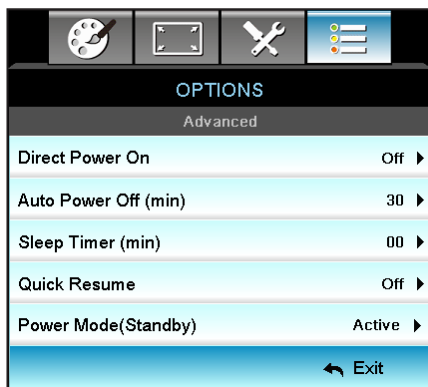 OPTIONS
Advanced
Direct Power On Off
Auto Power Off (min) 30
Sleep Timer (min) 00
Quick Resume Off
Power Mode(Standby) Active
Exit